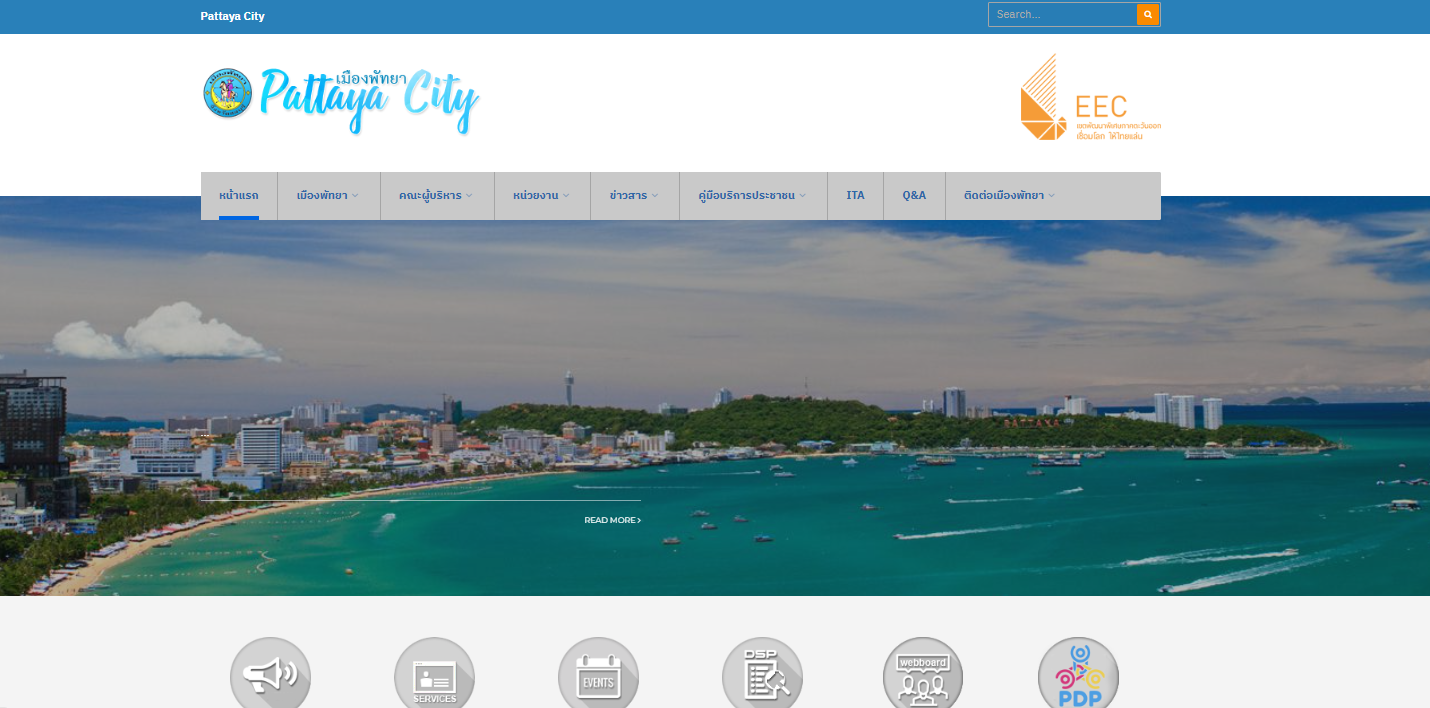 Pattaya City
Search...
เมืองพัทยา
Pattaya City
EEC
เขตพัฒนาพิเศษภาคตะวันออก
เชื่อมโลก ให้ไทยแล่น
หน้าแรก เมืองพัทยา คณะผู้บริหาร หน่วยงาน ข่าวสาร คู่มือบริการประชาชน ITA Q&A ติดต่อเมืองพัทยา
PATTAYA
READ MORE
SERVICES
EVENTS
DSP
webboard
PDP